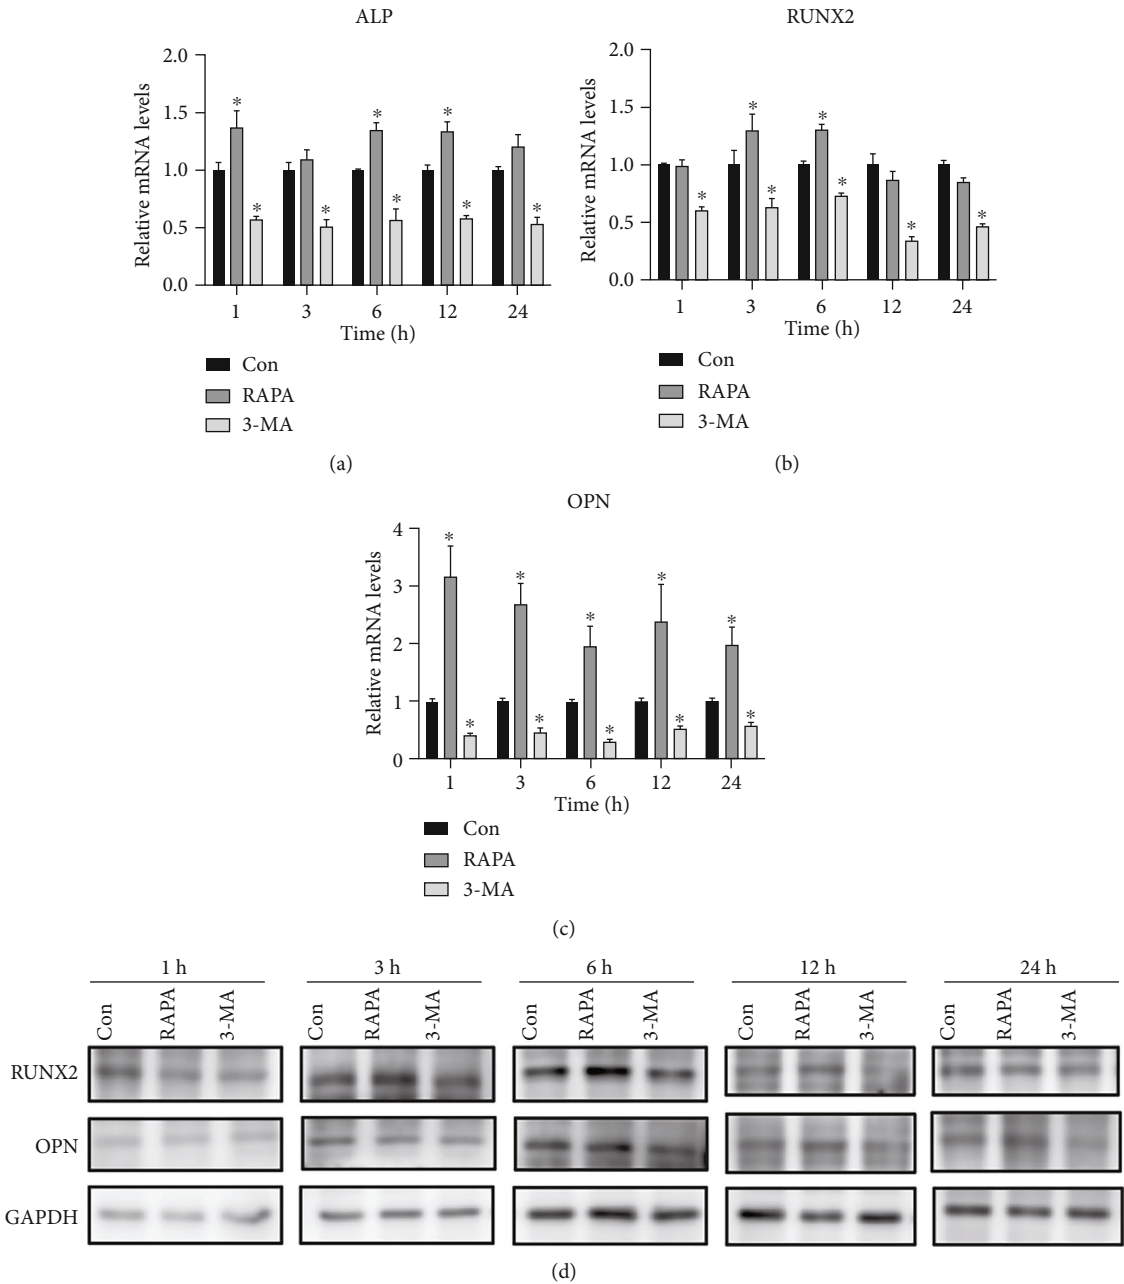 ALP
2.0
1.5
1.0
0.5
0.0
Relative mRNA levels
* * * * * * * *
1 3 6 12 24
Time (h)
Con
RAPA
3-MA
(a)
RUNX2
2.0
1.5
1.0
0.5
0.0
Relative mRNA levels
* * * * * * *
1 3 6 12 24
Time (h)
Con
RAPA
3-MA
(b)
OPN
4
3
2
1
0
Relative mRNA levels
* * * * * * * * * *
1 3 6 12 24
Time (h)
Con
RAPA
3-MA
(c)
1 h 3 h 6 h 12 h 24 h
Con RAPA 3-MA Con RAPA 3-MA Con RAPA 3-MA Con RAPA 3-MA Con RAPA 3-MA
RUNX2
OPN
GAPDH
(d)